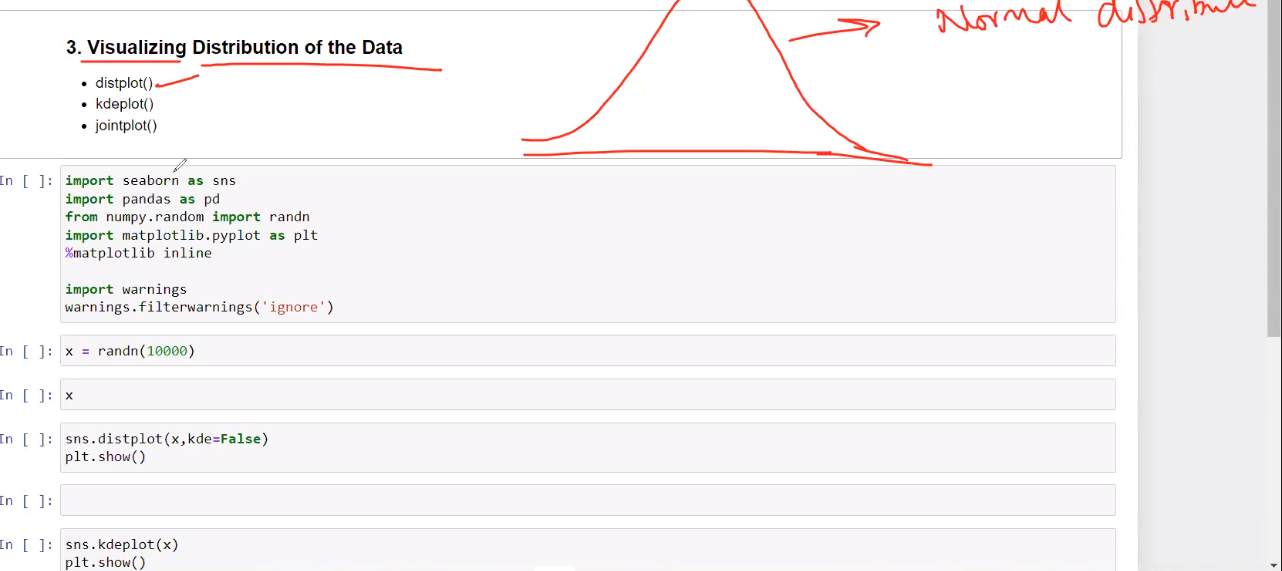 Normal
3. Visualizing Distribution of the Data
• distplot()
• kdeplot()
• jointplot()
In [ ]: import seaborn as sns
import pandas as pd
from numpy.random import randn
import matplotlib.pyplot as plt
%matplotlib inline
import warnings
warnings.filterwarnings('ignore')
In [ ]: x = randn(10000)
In [ ]: x
In [ ]: sns.distplot(x,kde=False)
plt.show()
In [ ]:
In [ ]: sns.kdeplot(x)
plt.show()